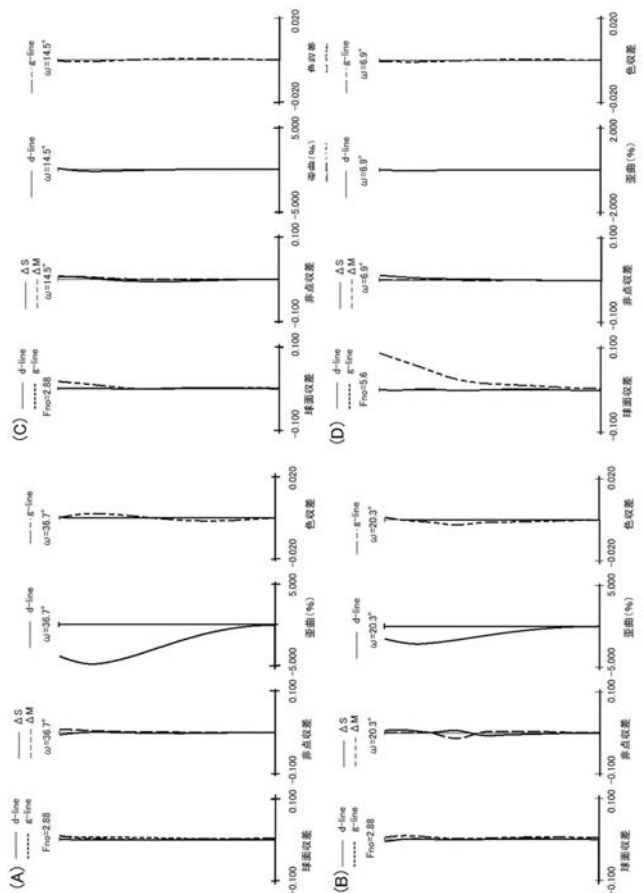 (A)
d-line
g-line
Fno=2.88
-0.100 0.100
球面収差
ΔS
ΔM
ω=36.7°
-0.100 0.100
非点収差
d-line
ω=36.7°
-5.000 5.000
歪曲(%)
g-line
ω=36.7°
-0.020 0.020
色収差
(B)
d-line
g-line
Fno=2.88
-0.100 0.100
球面収差
ΔS
ΔM
ω=20.3°
-0.100 0.100
非点収差
d-line
ω=20.3°
-5.000 5.000
歪曲(%)
g-line
ω=20.3°
-0.020 0.020
色収差
(C)
d-line
g-line
Fno=2.88
-0.100 0.100
球面収差
ΔS
ΔM
ω=14.5°
-0.100 0.100
非点収差
d-line
ω=14.5°
-5.000 5.000
歪曲(%)
g-line
ω=14.5°
-0.020 0.020
色収差
(D)
d-line
g-line
Fno=5.6
-0.100 0.100
球面収差
ΔS
ΔM
ω=6.9°
-0.100 0.100
非点収差
d-line
ω=6.9°
-2.000 2.000
歪曲(%)
g-line
ω=6.9°
-0.020 0.020
色収差